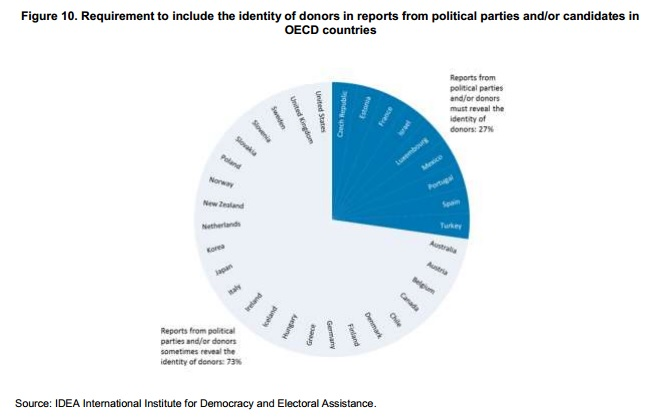 Figure 10. Requirement to include the identity of donors in reports from political parties and/or candidates in
OECD countries
Reports from
political parties
and/or donors
must reveal the
identity of
donors: 27%
Czech Republic
Estonia
France
Israel
Luxembourg
Mexico
Portugal
Spain
Turkey
Australia
Austria
Belgium
Canada
Chile
Denmark
Finland
Germany
Greece
Hungary
Iceland
Ireland
Italy
Japan
Korea
Netherlands
New Zealand
Norway
Poland
Slovakia
Slovenia
Sweden
United Kingdom
United States
Reports from political
parties and/or donors
sometimes reveal the
identity of donors: 73%
Source: IDEA International Institute for Democracy and Electoral Assistance.